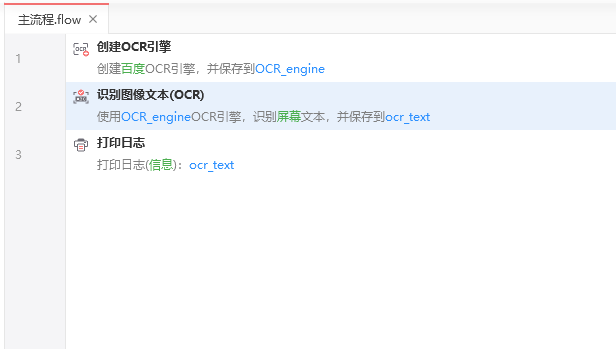 主流程.flow
1
创建OCR引擎
创建百度OCR引擎，并保存到OCR_engine
2
识别图像文本(OCR)
使用OCR_engineOCR引擎，识别屏幕文本，并保存到ocr_text
3
打印日志
打印日志(信息)：ocr_text